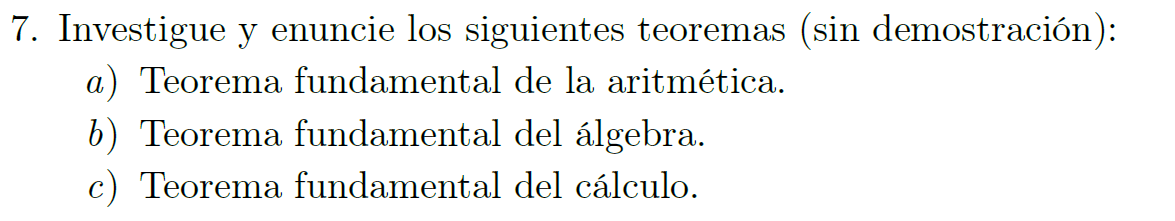 7. Investigue y enuncie los siguientes teoremas (sin demostración):
a) Teorema fundamental de la aritmética.
b) Teorema fundamental del álgebra.
c) Teorema fundamental del cálculo.